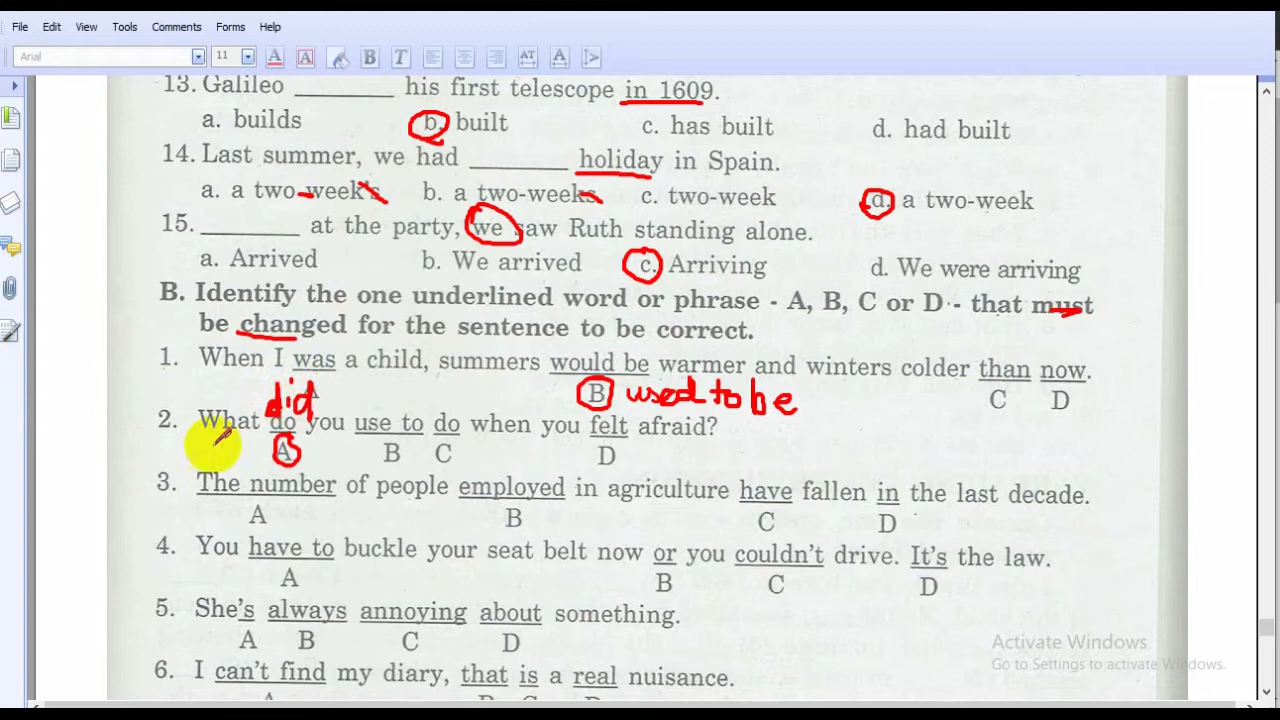 File Edit View Tools Comments Forms Help
Arial 11
13. Galileo ________ his first telescope in 1609.
a. builds b. built c. has built d. had built
14. Last summer, we had ________ holiday in Spain.
a. a two-week's b. a two-weeks c. two-week d. a two-week
15. ________ at the party, we saw Ruth standing alone.
a. Arrived b. We arrived c. Arriving d. We were arriving
B. Identify the one underlined word or phrase - A, B, C or D - that must
be changed for the sentence to be correct.
1. When I was a child, summers would be warmer and winters colder than now.
A B used to be C D
did
2. What do you use to do when you felt afraid?
A B C D
3. The number of people employed in agriculture have fallen in the last decade.
A B C D
4. You have to buckle your seat belt now or you couldn't drive. It's the law.
A B C D
5. She's always annoying about something.
A B C D
6. I can't find my diary, that is a real nuisance.
Activate Windows
Go to Settings to activate Windows.